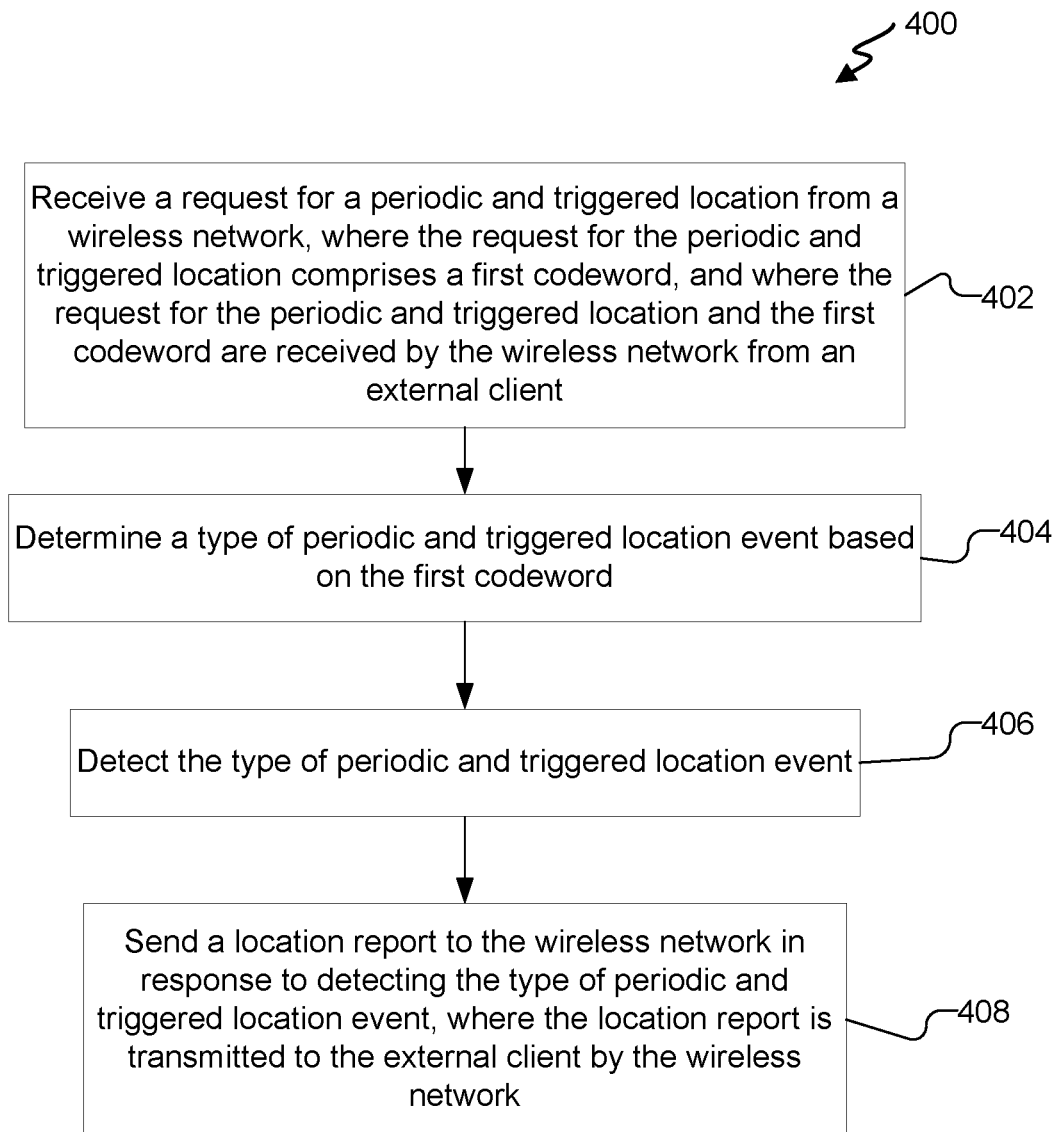 400
Receive a request for a periodic and triggered location from a
wireless network, where the request for the periodic and
triggered location comprises a first codeword, and where the
request for the periodic and triggered location and the first
codeword are received by the wireless network from an
external client
402
Determine a type of periodic and triggered location event based
on the first codeword
404
Detect the type of periodic and triggered location event
406
Send a location report to the wireless network in
response to detecting the type of periodic and
triggered location event, where the location report is
transmitted to the external client by the wireless
network
408